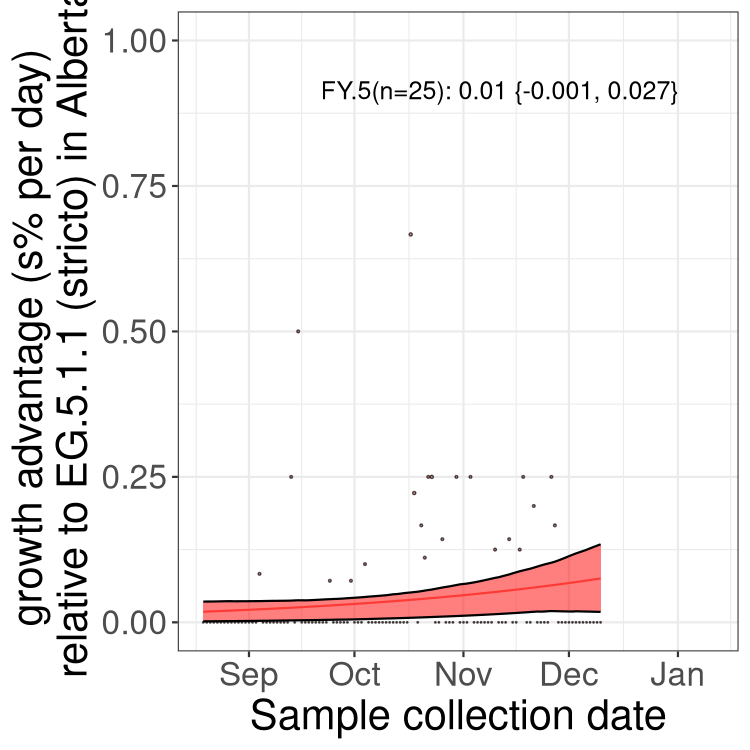 growth advantage (s% per day)
relative to EG.5.1.1 (stricto) in Alberta
1.00
0.75
0.50
0.25
0.00
FY.5(n=25): 0.01 {-0.001, 0.027}
Sep Oct Nov Dec Jan
Sample collection date